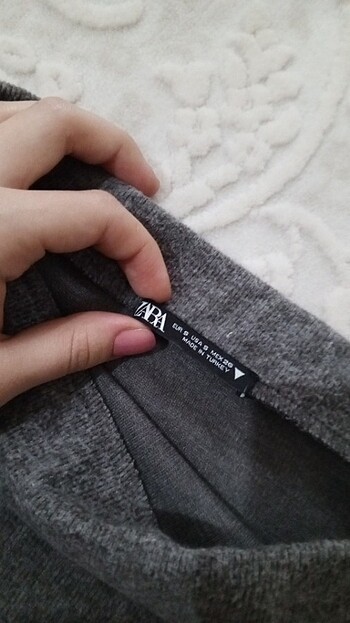 ZARA
EUR S USA S MEX 26
MADE IN TURKEY